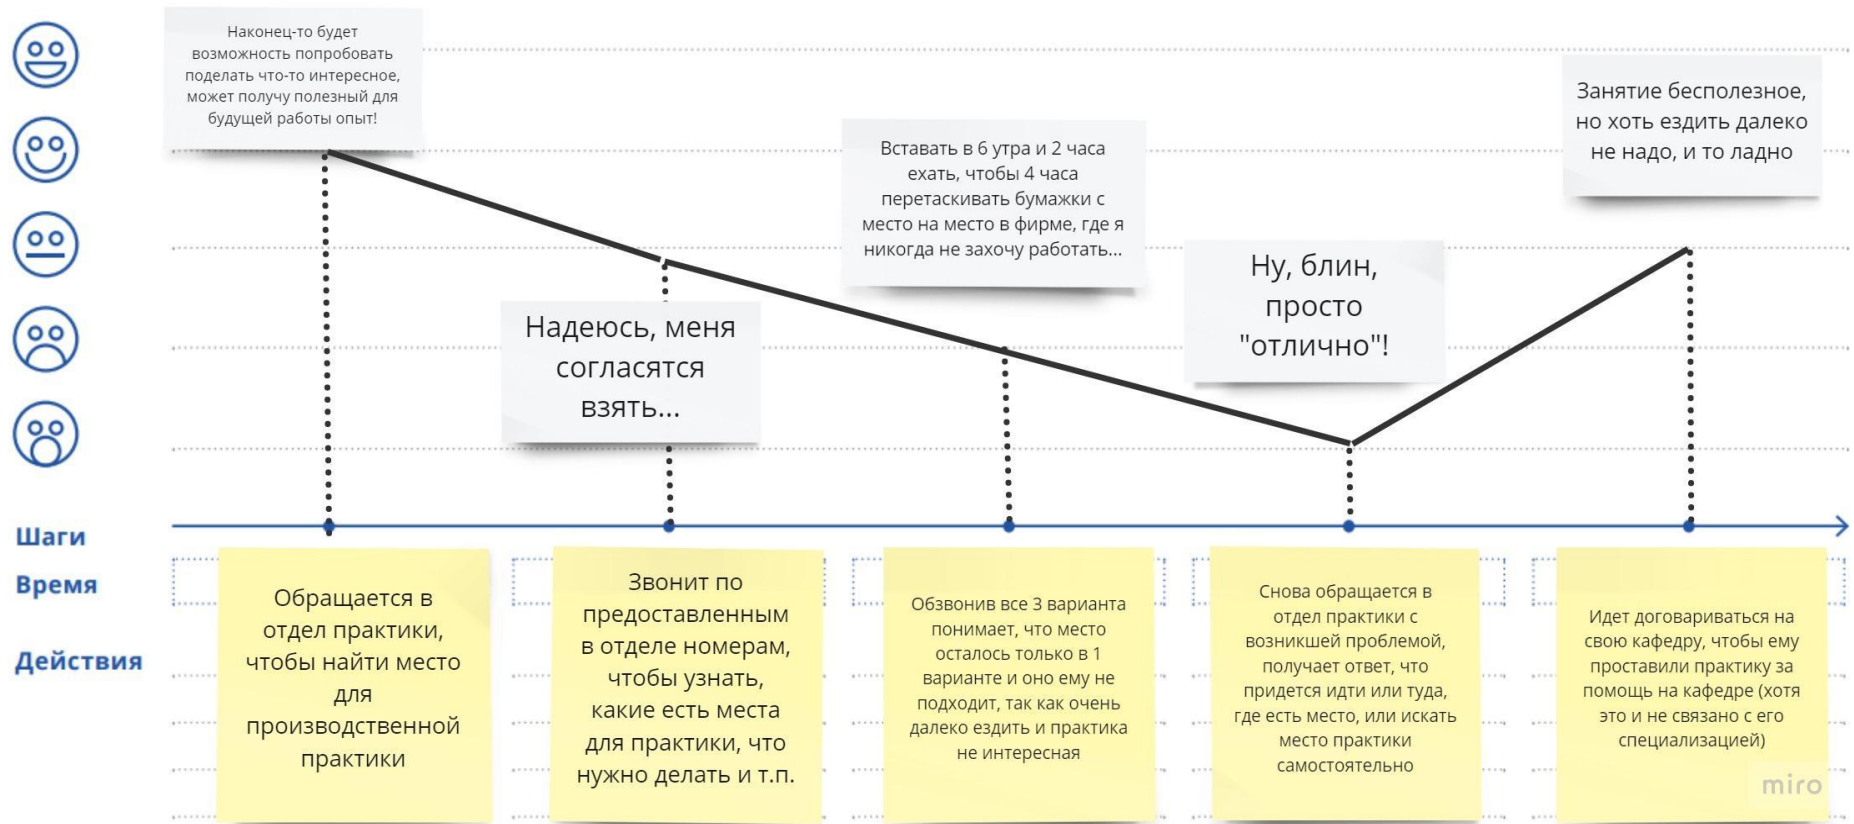 Наконец-то будет
возможность попробовать
поделать что-то интересное,
может получу полезный для
будущей работы опыт!
Надеюсь, меня
согласятся
взять...
Вставать в 6 утра и 2 часа
ехать, чтобы 4 часа
перетаскивать бумажки с
место на место в фирме, где я
никогда не захочу работать...
Ну, блин,
просто
"отлично"!
Занятие бесполезное,
но хоть ездить далеко
не надо, и то ладно
Шаги
Время
Действия
Обращается в
отдел практики,
чтобы найти место
для
производственной
практики
Звонит по
предоставленным
в отделе номерам,
чтобы узнать,
какие есть места
для практики, что
нужно делать и т.п.
Обзвонив все 3 варианта
понимает, что место
осталось только в 1
варианте и оно ему не
подходит, так как очень
далеко ездить и практика
не интересная
Снова обращается в
отдел практики с
возникшей проблемой,
получает ответ, что
придется идти или туда,
где есть место, или искать
место практики
самостоятельно
Идет договариваться на
свою кафедру, чтобы ему
проставили практику за
помощь на кафедре (хотя
это и не связано с его
специализацией)
miro